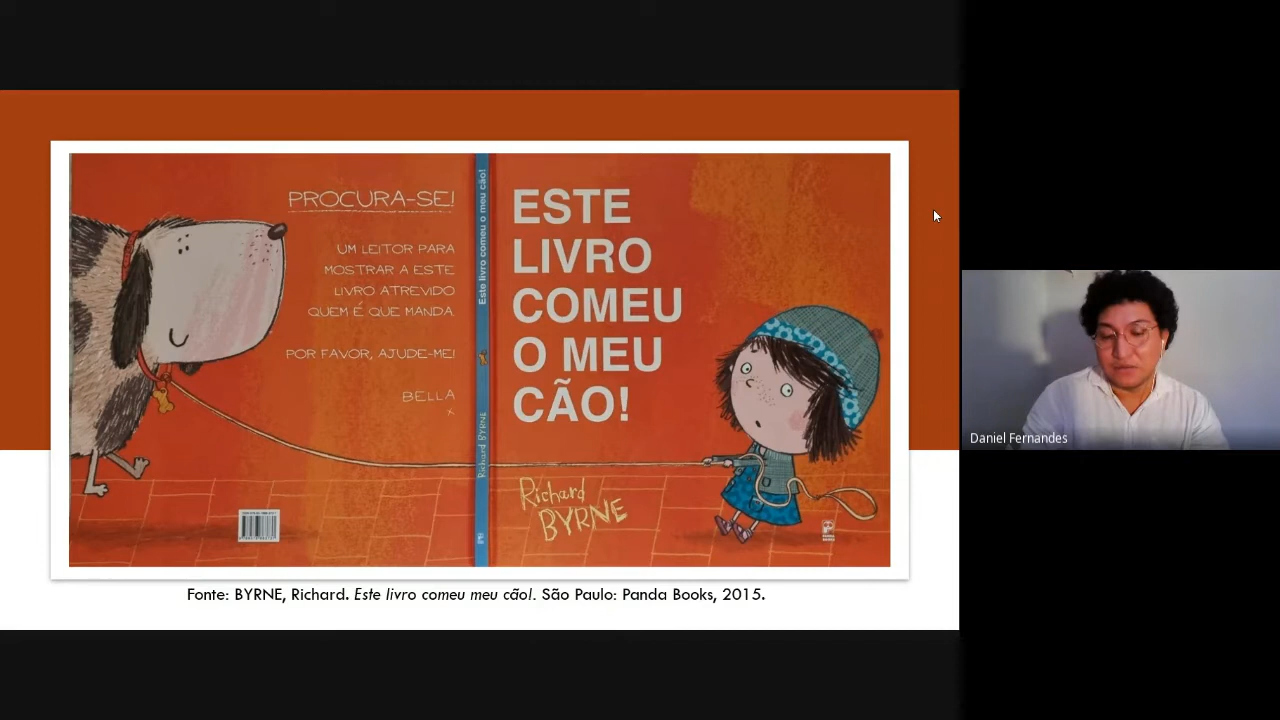 PROCURA-SE!
UM LEITOR PARA
MOSTRAR A ESTE
LIVRO ATREVIDO
QUEM É QUE MANDA.
POR FAVOR, AJUDE-ME!
BELLA
x
Este livro comeu o meu cão!
Richard BYRNE
ESTE
LIVRO
COMEU
O MEU
CÃO!
Richard
BYRNE
Fonte: BYRNE, Richard. Este livro comeu meu cão!. São Paulo: Panda Books, 2015.
Daniel Fernandes